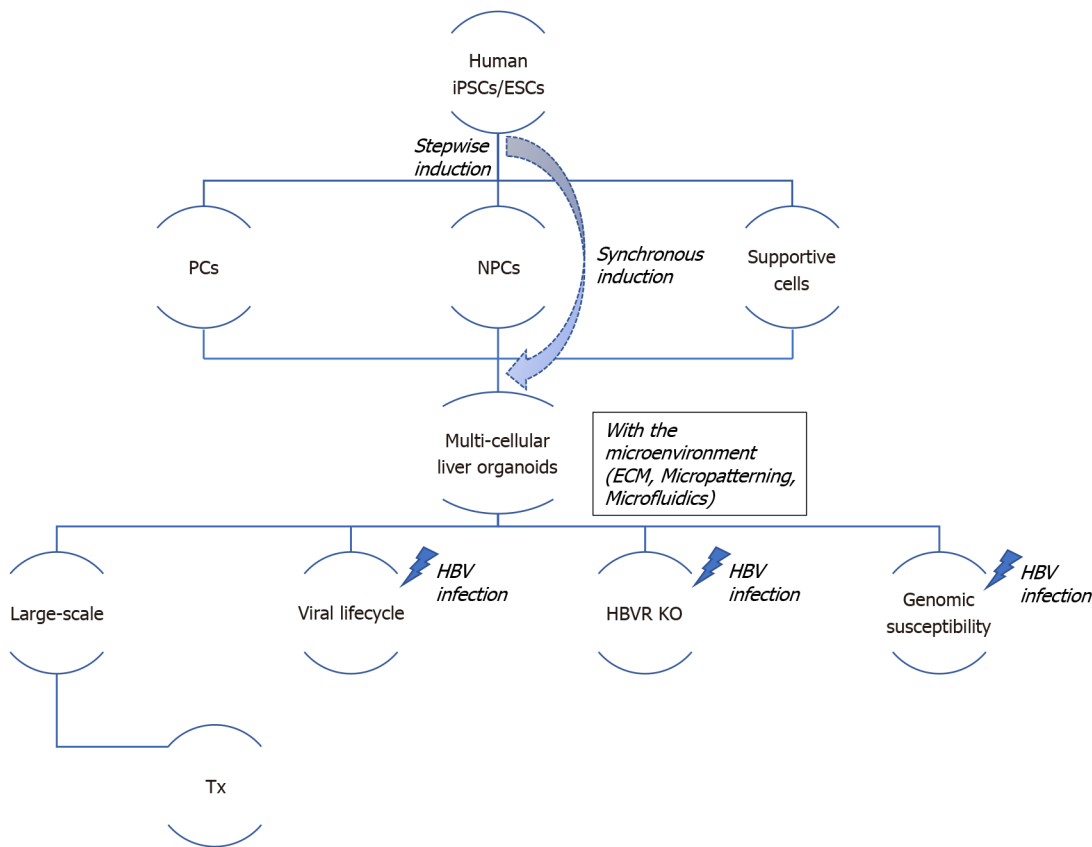 Human
iPSCs/ESCs
Stepwise
induction
PCs
NPCs
Synchronous
induction
Supportive
cells
Multi-cellular
liver organoids
With the
microenvironment
(ECM, Micropatterning,
Microfluidics)
Large-scale
Viral lifecycle
HBV
infection
HBVR KO
HBV
infection
Genomic
susceptibility
HBV
infection
Tx